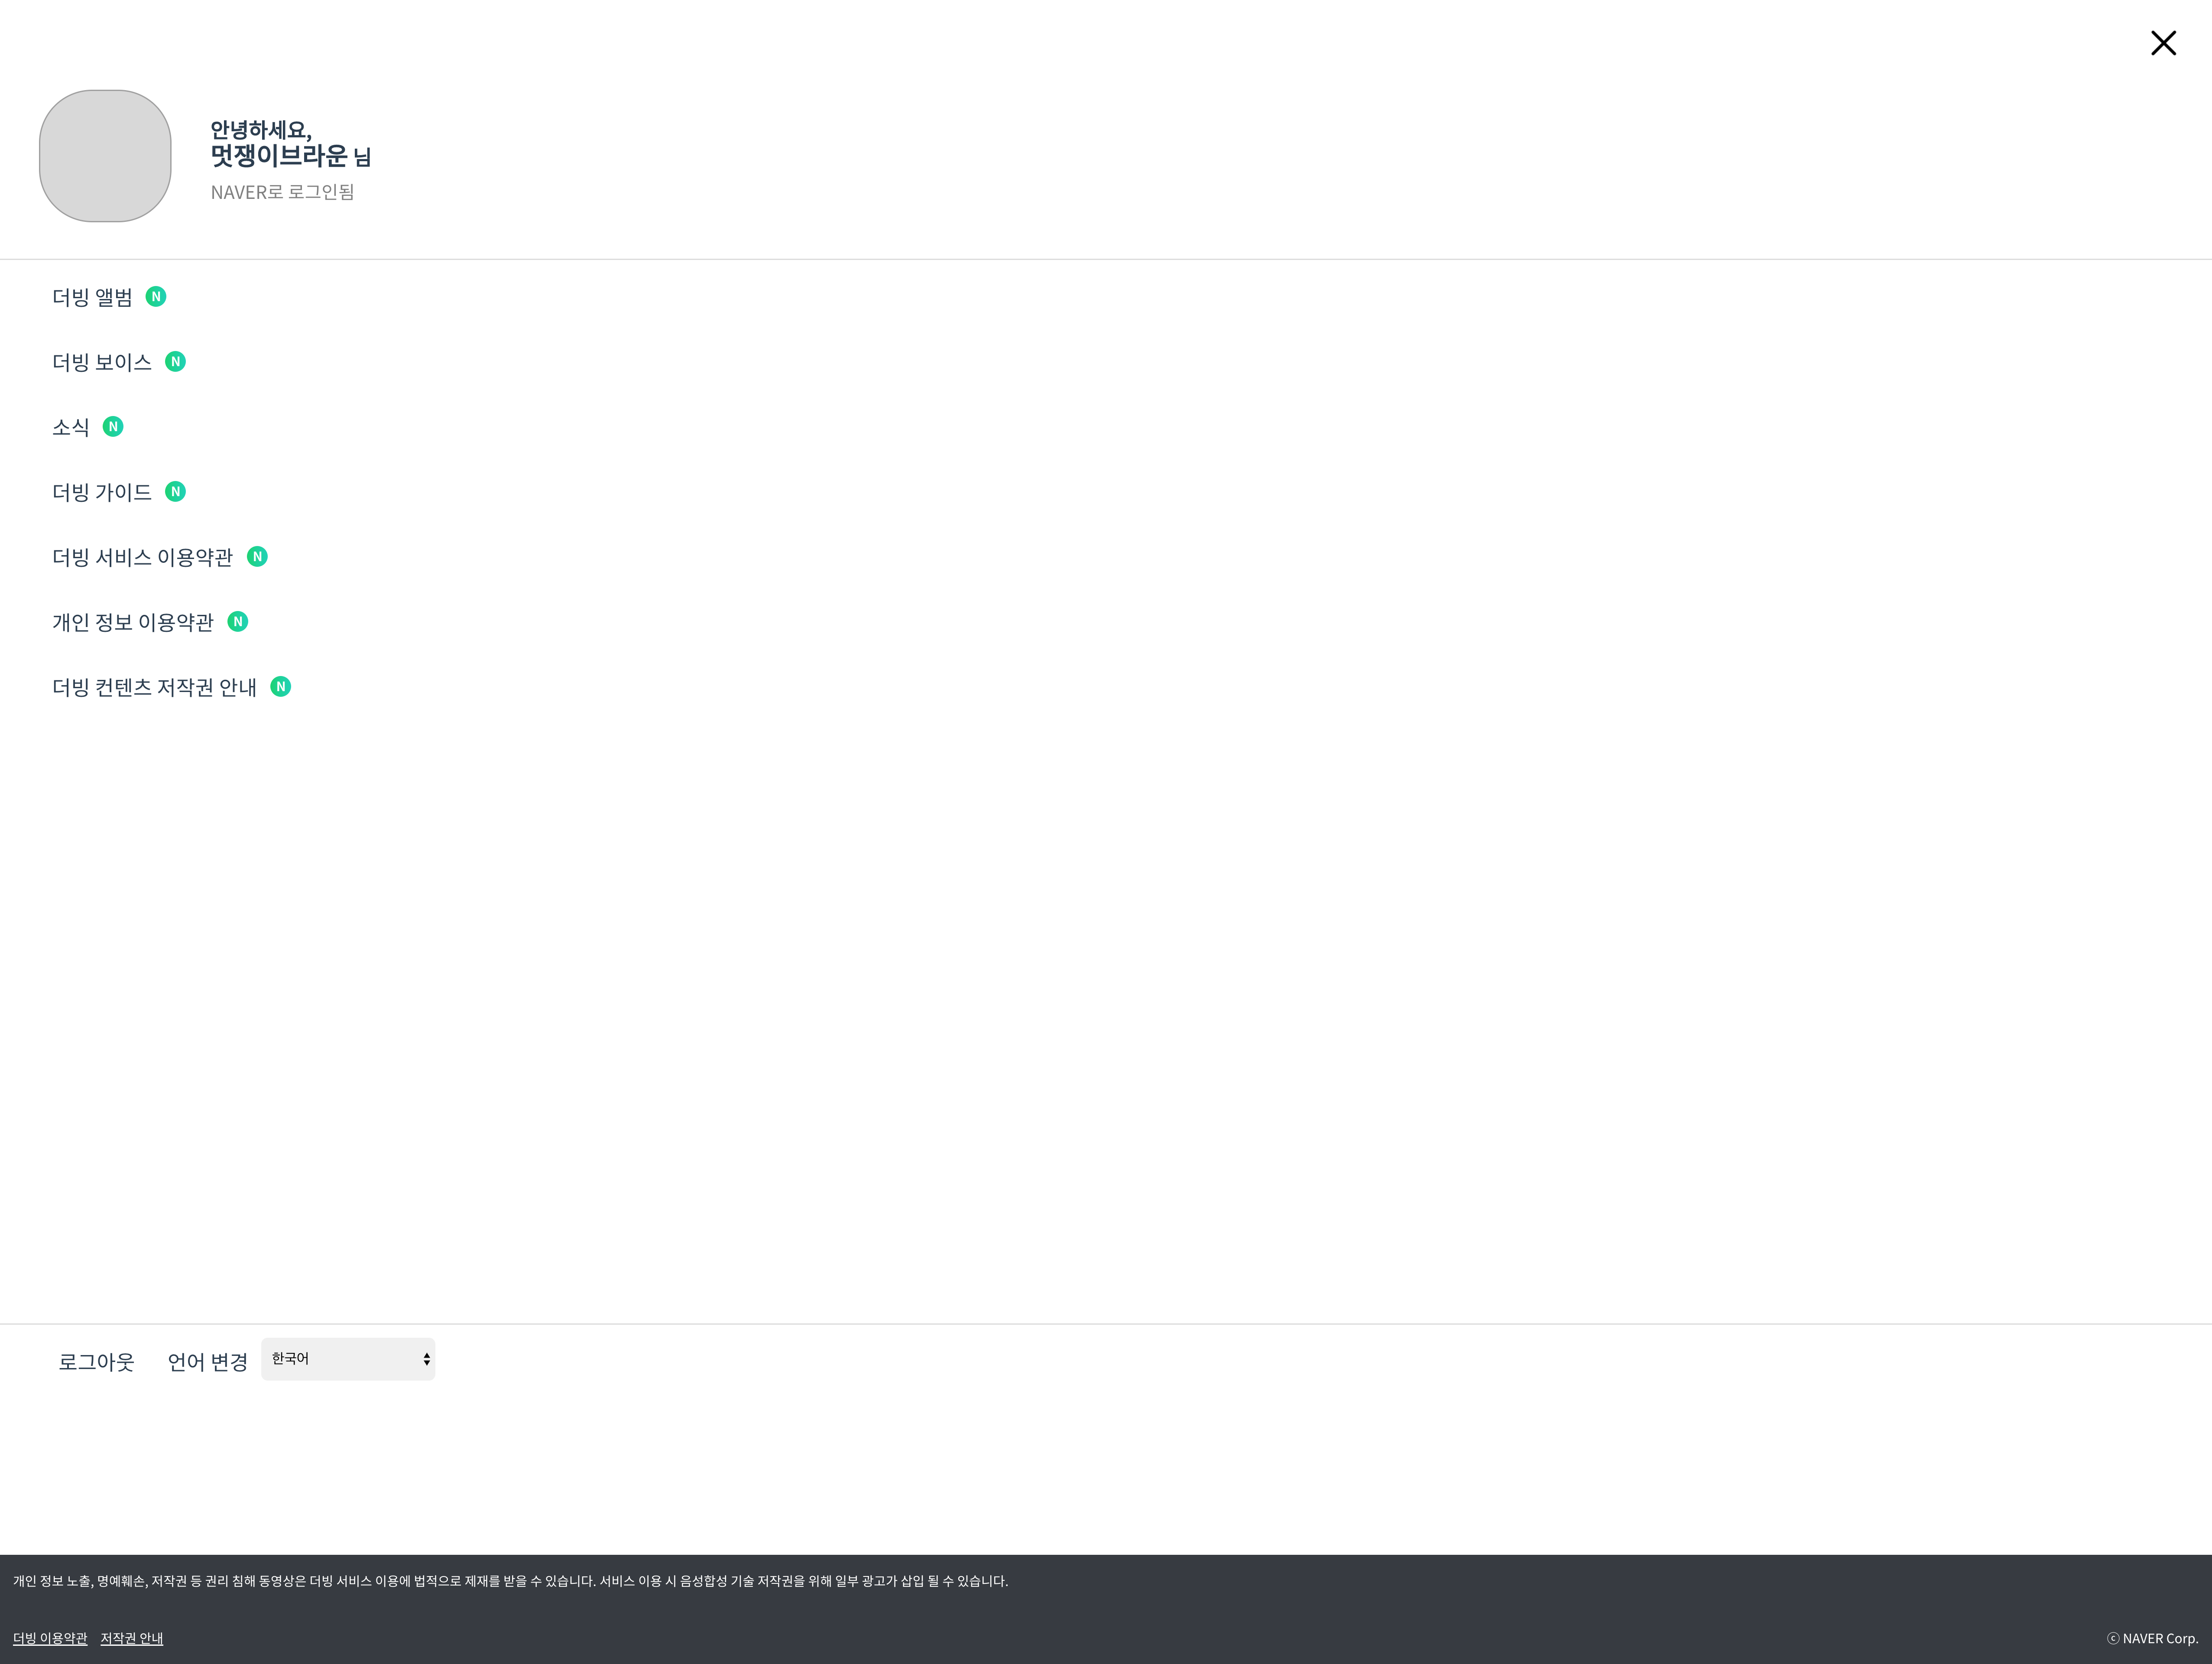 안녕하세요,
멋쟁이브라운 님
NAVER로 로그인됨
더빙 앨범 N
더빙 보이스 N
소식 N
더빙 가이드 N
더빙 서비스 이용약관 N
개인 정보 이용약관 N
더빙 컨텐츠 저작권 안내 N
로그아웃 언어 변경 한국어
개인 정보 노출, 명예훼손, 저작권 등 권리 침해 동영상은 더빙 서비스 이용에 법적으로 제재를 받을 수 있습니다. 서비스 이용 시 음성합성 기술 저작권을 위해 일부 광고가 삽입 될 수 있습니다.
더빙 이용약관 저작권 안내 ⓒ NAVER Corp.